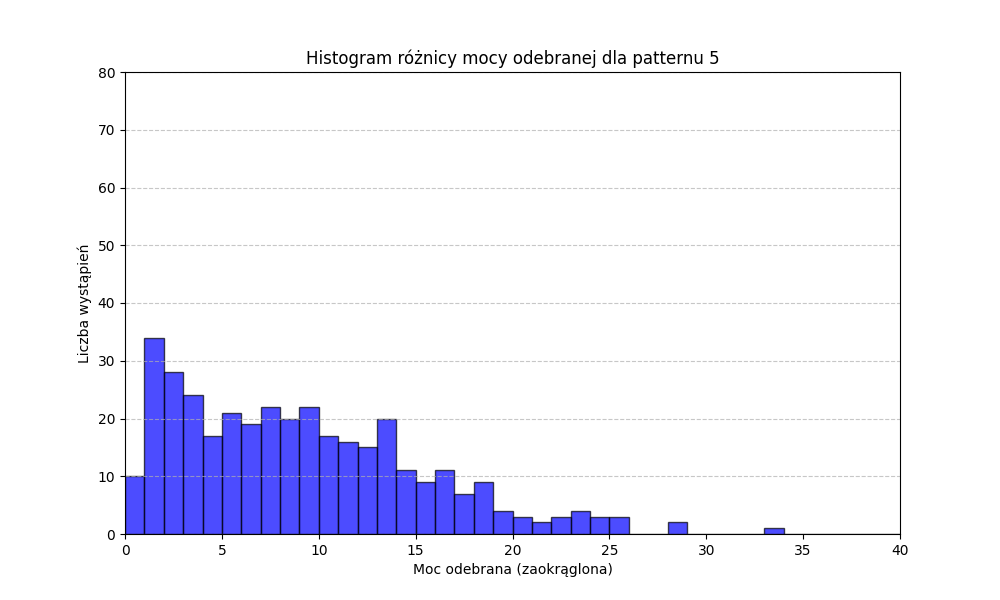 Histogram różnicy mocy odebranej dla patternu 5
80
70
60
50
40
30
20
10
0
Liczba wystąpień
0 5 10 15 20 25 30 35 40
Moc odebrana (zaokrąglona)